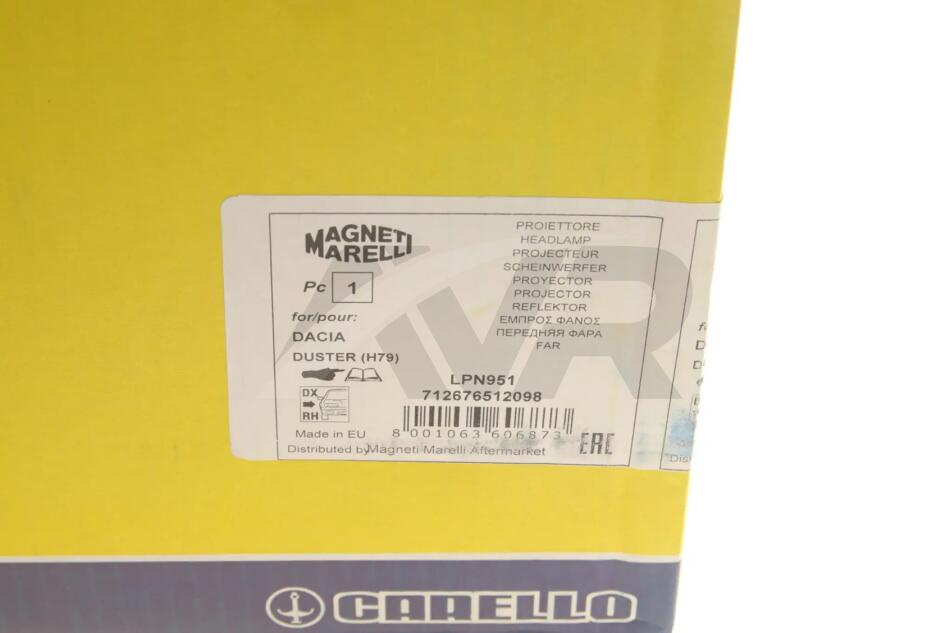 MAGNETI
MARELLI
Pc 1
for/pour:
DACIA
DUSTER (H79)
DX
RH
Made in EU
PROIETTORE
HEADLAMP
PROJECTEUR
SCHEINWERFER
PROYECTOR
PROJECTOR
REFLEKTOR
ΕΜΠΡΟΣ ΦΑΝΟΣ
ПЕРЕДНЯЯ ФАРА
FAR
LPN951
712676512098
8 001063 606873
EAC
Distributed by Magneti Marelli Aftermarket
AVR
Dis
CARELLO